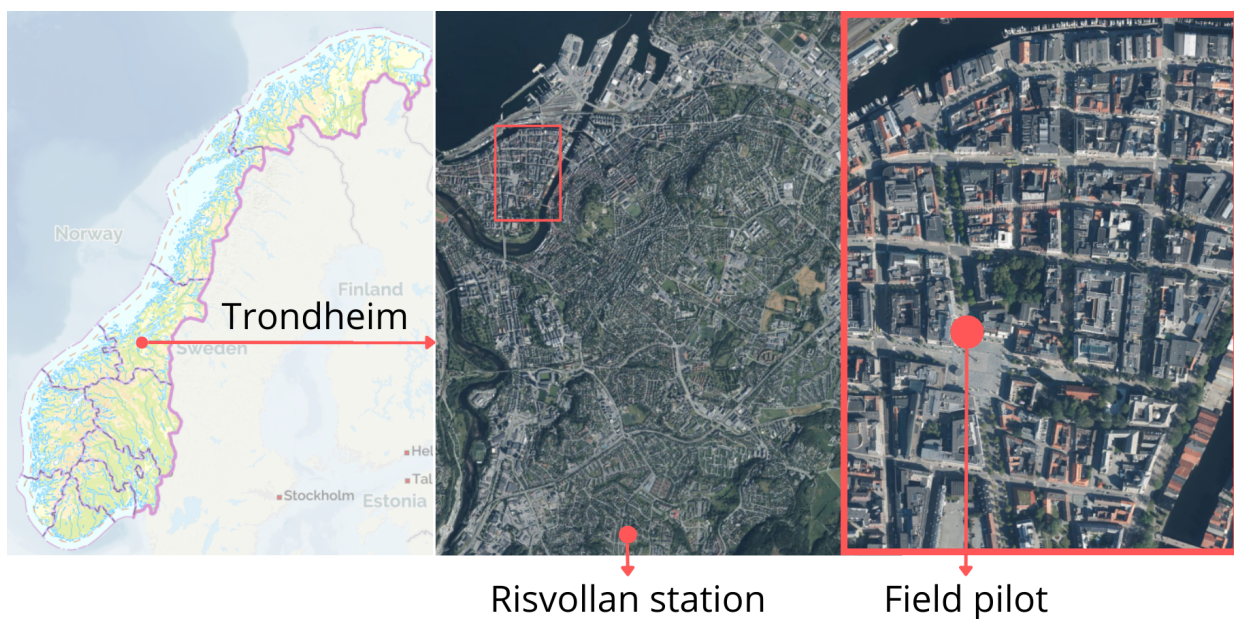 Norway
Finland
Trondheim
Sweden
Hel
Tal
Stockholm
Estonia
Risvollan station
Field pilot